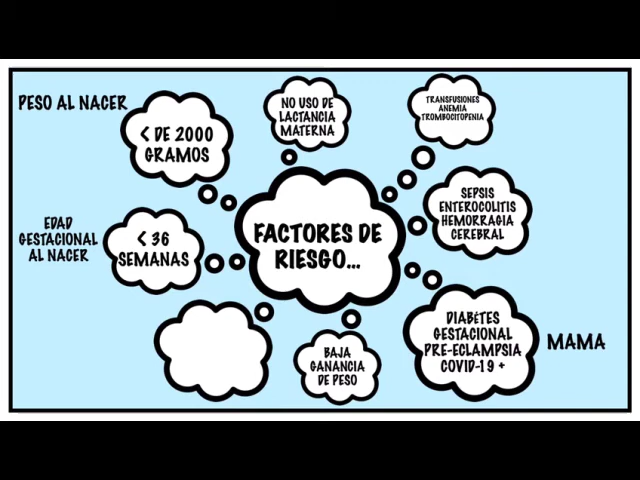 PESO AL NACER
< DE 2000
GRAMOS
NO USO DE
LACTANCIA
MATERNA
TRANSFUSIONES
ANEMIA
TROMBOCITOPENIA
EDAD
GESTACIONAL
AL NACER
< 36
SEMANAS
FACTORES DE
RIESGO...
SEPSIS
ENTEROCOLITIS
HEMORRAGIA
CEREBRAL
BAJA
GANANCIA
DE PESO
DIABÉTES
GESTACIONAL
PRE-ECLAMPSIA
COVID-19 +
MAMA